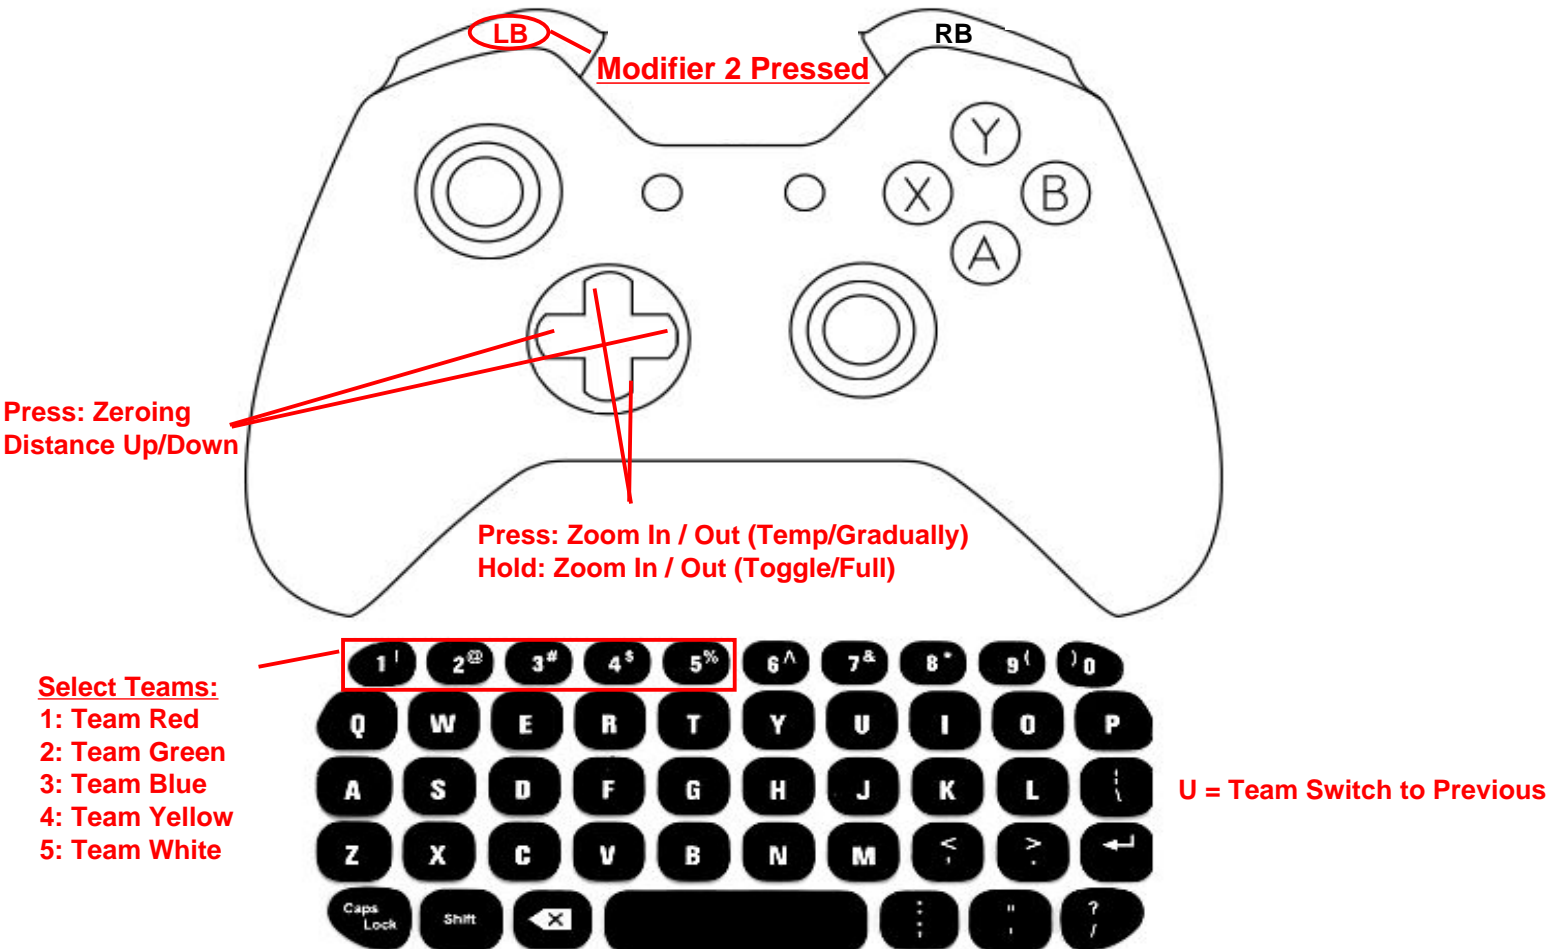 LB
RB
Modifier 2 Pressed
Y
X
B
A
Press: Zeroing
Distance Up/Down
Press: Zoom In / Out (Temp/Gradually)
Hold: Zoom In / Out (Toggle/Full)
1! 2@ 3# 4$ 5% 6^ 7& 8* 9( )0
Select Teams:
1: Team Red
2: Team Green
3: Team Blue
4: Team Yellow
5: Team White
Q W E R T Y U I O P
A S D F G H J K L
U = Team Switch to Previous
Z X C V B N M < , > . ↵
Caps Lock Shift : ; " ' ? /